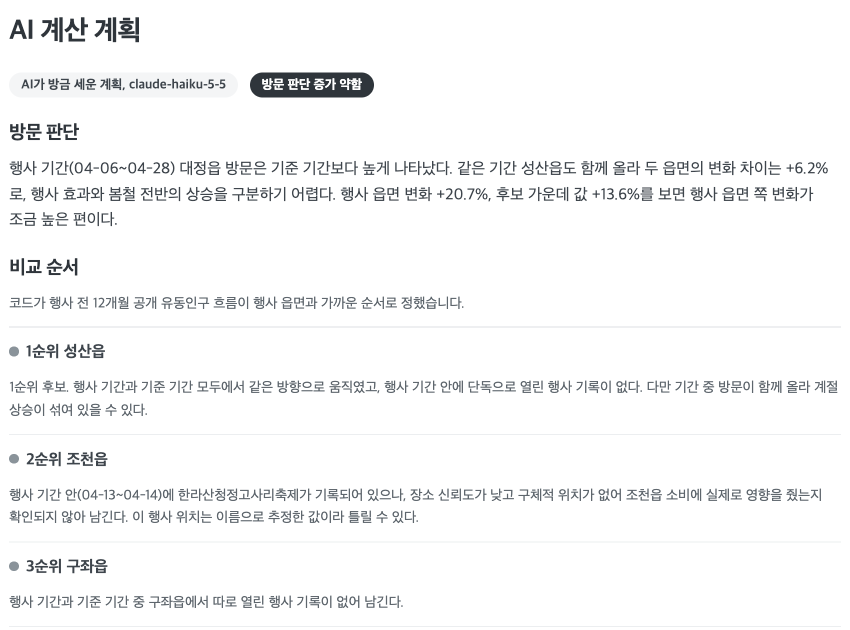 AI 계산 계획
AI가 방금 세운 계획, claude-haiku-5-5
방문 판단 증가 약함
방문 판단
행사 기간(04-06~04-28) 대정읍 방문은 기준 기간보다 높게 나타났다. 같은 기간 성산읍도 함께 올라 두 읍면의 변화 차이는 +6.2%
로, 행사 효과와 봄철 전반의 상승을 구분하기 어렵다. 행사 읍면 변화 +20.7%, 후보 가운데 값 +13.6%를 보면 행사 읍면 쪽 변화가
조금 높은 편이다.
비교 순서
코드가 행사 전 12개월 공개 유동인구 흐름이 행사 읍면과 가까운 순서로 정했습니다.
1순위 성산읍
1순위 후보. 행사 기간과 기준 기간 모두에서 같은 방향으로 움직였고, 행사 기간 안에 단독으로 열린 행사 기록이 없다. 다만 기간 중 방문이 함께 올라 계절
상승이 섞여 있을 수 있다.
2순위 조천읍
행사 기간 안(04-13~04-14)에 한라산청정고사리축제가 기록되어 있으나, 장소 신뢰도가 낮고 구체적 위치가 없어 조천읍 소비에 실제로 영향을 줬는지
확인되지 않아 남긴다. 이 행사 위치는 이름으로 추정한 값이라 틀릴 수 있다.
3순위 구좌읍
행사 기간과 기준 기간 중 구좌읍에서 따로 열린 행사 기록이 없어 남긴다.